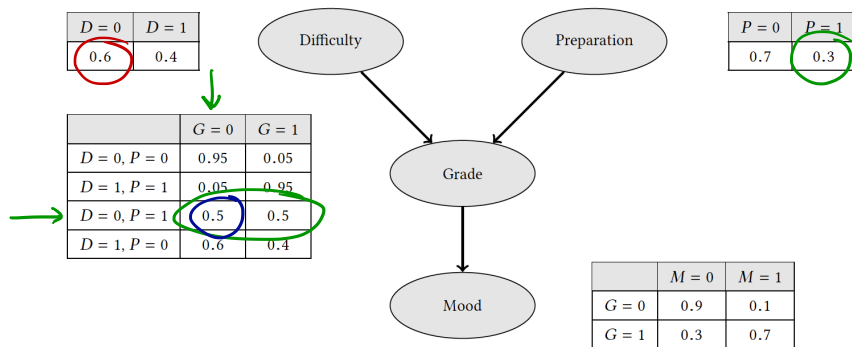 D = 0 D = 1
0.6 0.4
Difficulty
Preparation
P = 0 P = 1
0.7 0.3
G = 0 G = 1
D = 0, P = 0 0.95 0.05
D = 1, P = 1 0.05 0.95
D = 0, P = 1 0.5 0.5
D = 1, P = 0 0.6 0.4
Grade
Mood
M = 0 M = 1
G = 0 0.9 0.1
G = 1 0.3 0.7